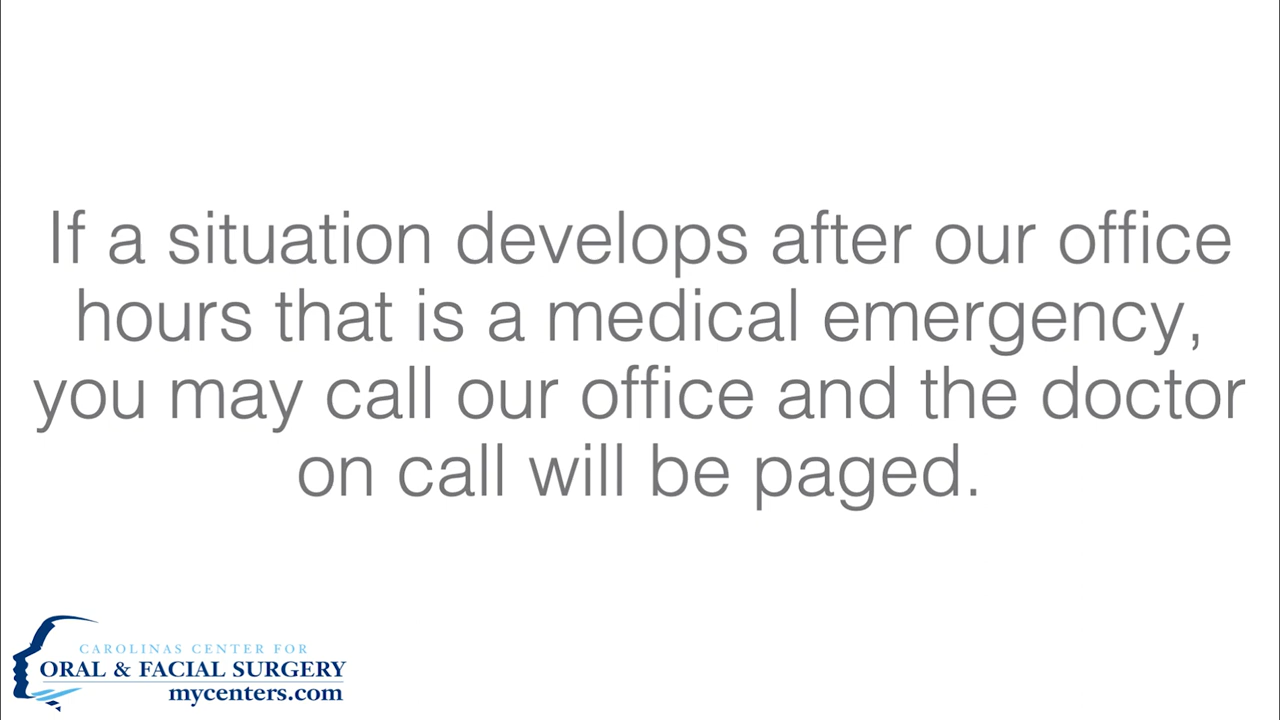 If a situation develops after our office
hours that is a medical emergency,
you may call our office and the doctor
on call will be paged.
CAROLINAS CENTER FOR
ORAL & FACIAL SURGERY
mycenters.com